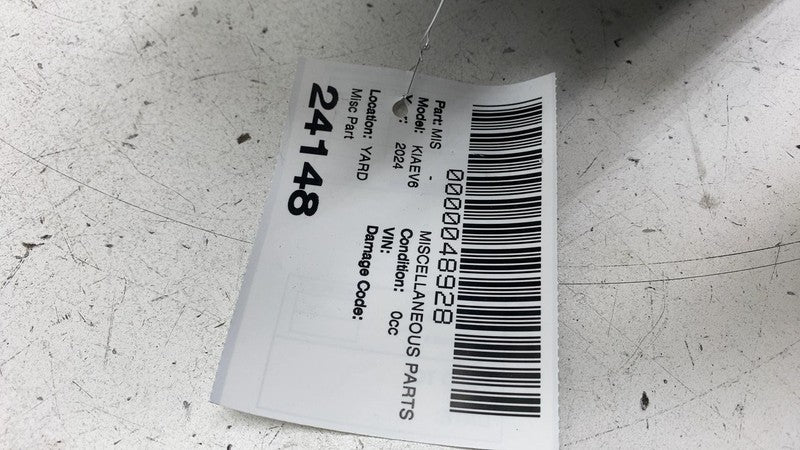 0000048928
Part: MIS - MISCELLANEOUS PARTS
Model: KIAEV6 Condition: 0cc
2024 VIN:
Location: YARD Damage Code:
Misc Part
24148